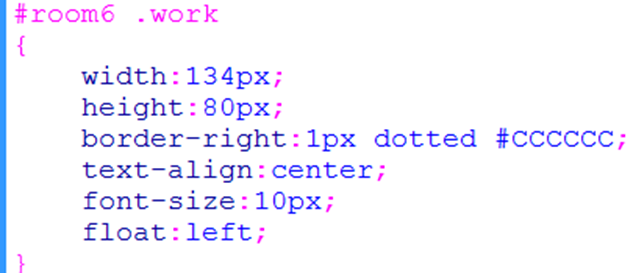 #room6 .work
{
width:134px;
height:80px;
border-right:1px dotted #CCCCCC;
text-align:center;
font-size:10px;
float:left;
}